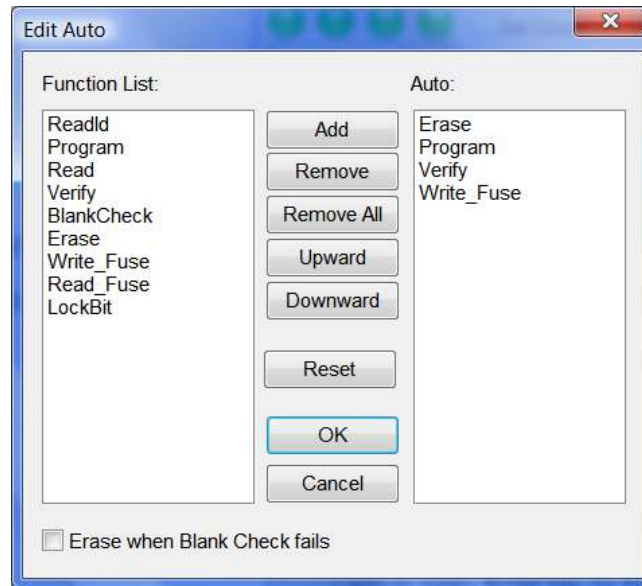 Edit Auto
Function List:
Auto:
ReadId
Program
Read
Verify
BlankCheck
Erase
Write_Fuse
Read_Fuse
LockBit
Add
Remove
Remove All
Upward
Downward
Reset
OK
Cancel
Erase
Program
Verify
Write_Fuse
Erase when Blank Check fails